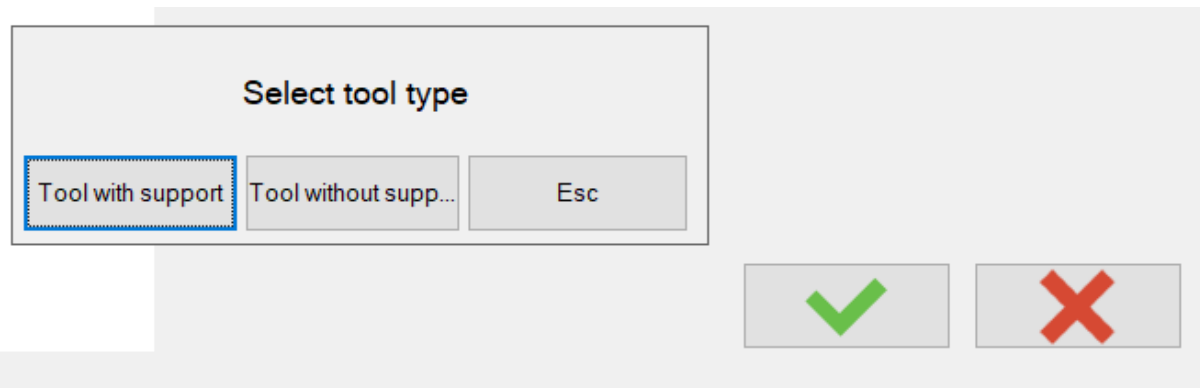 Select tool type
Tool with support
Tool without supp...
Esc